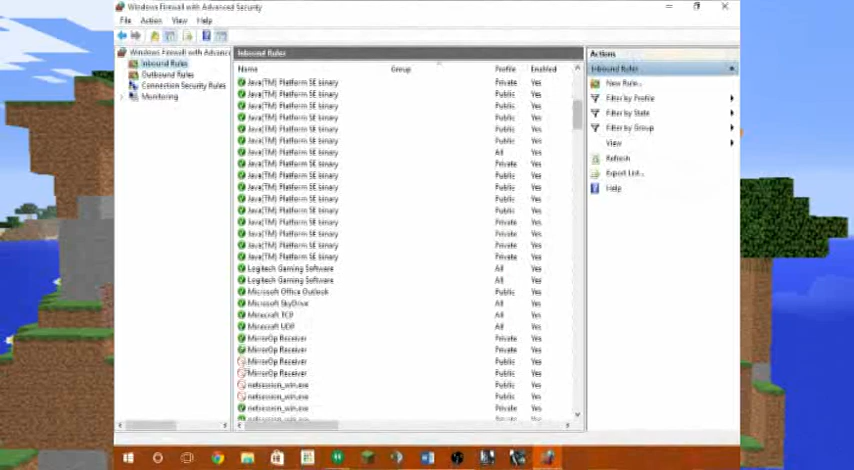 Windows Firewall with Advanced Security
File Action View Help
Windows Firewall with Advanc
Inbound Rules
Outbound Rules
Connection Security Rules
Monitoring
Inbound Rules
Name Group Profile Enabled
Java(TM) Platform SE binary Private Yes
Java(TM) Platform SE binary Public Yes
Java(TM) Platform SE binary Public Yes
Java(TM) Platform SE binary Public Yes
Java(TM) Platform SE binary Public Yes
Java(TM) Platform SE binary Public Yes
Java(TM) Platform SE binary All Yes
Java(TM) Platform SE binary Private Yes
Java(TM) Platform SE binary Public Yes
Java(TM) Platform SE binary Public Yes
Java(TM) Platform SE binary Public Yes
Java(TM) Platform SE binary Private Yes
Java(TM) Platform SE binary Public Yes
Java(TM) Platform SE binary Private Yes
Java(TM) Platform SE binary Private Yes
Java(TM) Platform SE binary Private Yes
Logitech Gaming Software All Yes
Logitech Gaming Software All Yes
Microsoft Office Outlook Public Yes
Microsoft SkyDrive All Yes
Minecraft TCP All Yes
Minecraft UDP All Yes
MirrorOp Receiver Private Yes
MirrorOp Receiver Private Yes
MirrorOp Receiver Public Yes
MirrorOp Receiver Public Yes
netsession_win.exe Public Yes
netsession_win.exe Public Yes
netsession_win.exe Private Yes
Actions
Inbound Rules
New Rule...
Filter by Profile
Filter by State
Filter by Group
View
Refresh
Export List...
Help